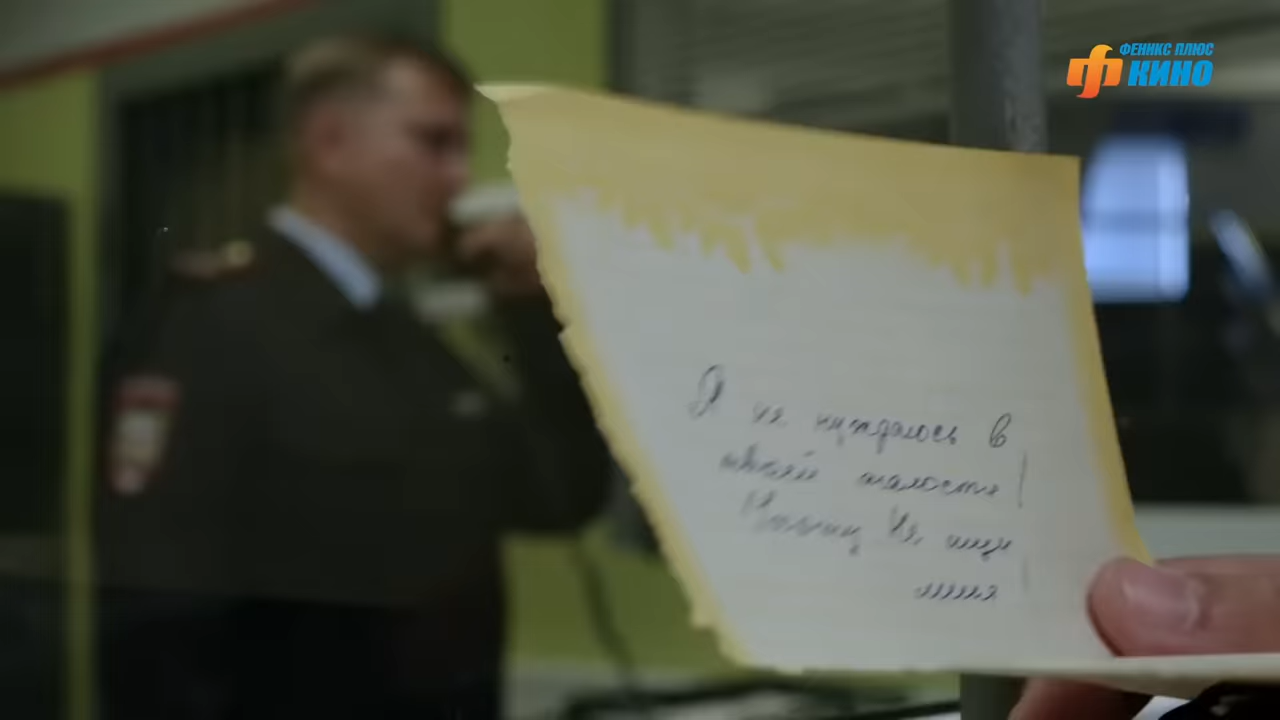 ФЕНИКС ПЛЮС
КИНО
Я не нуждаюсь в
твоей жалости!
не ищи
меня